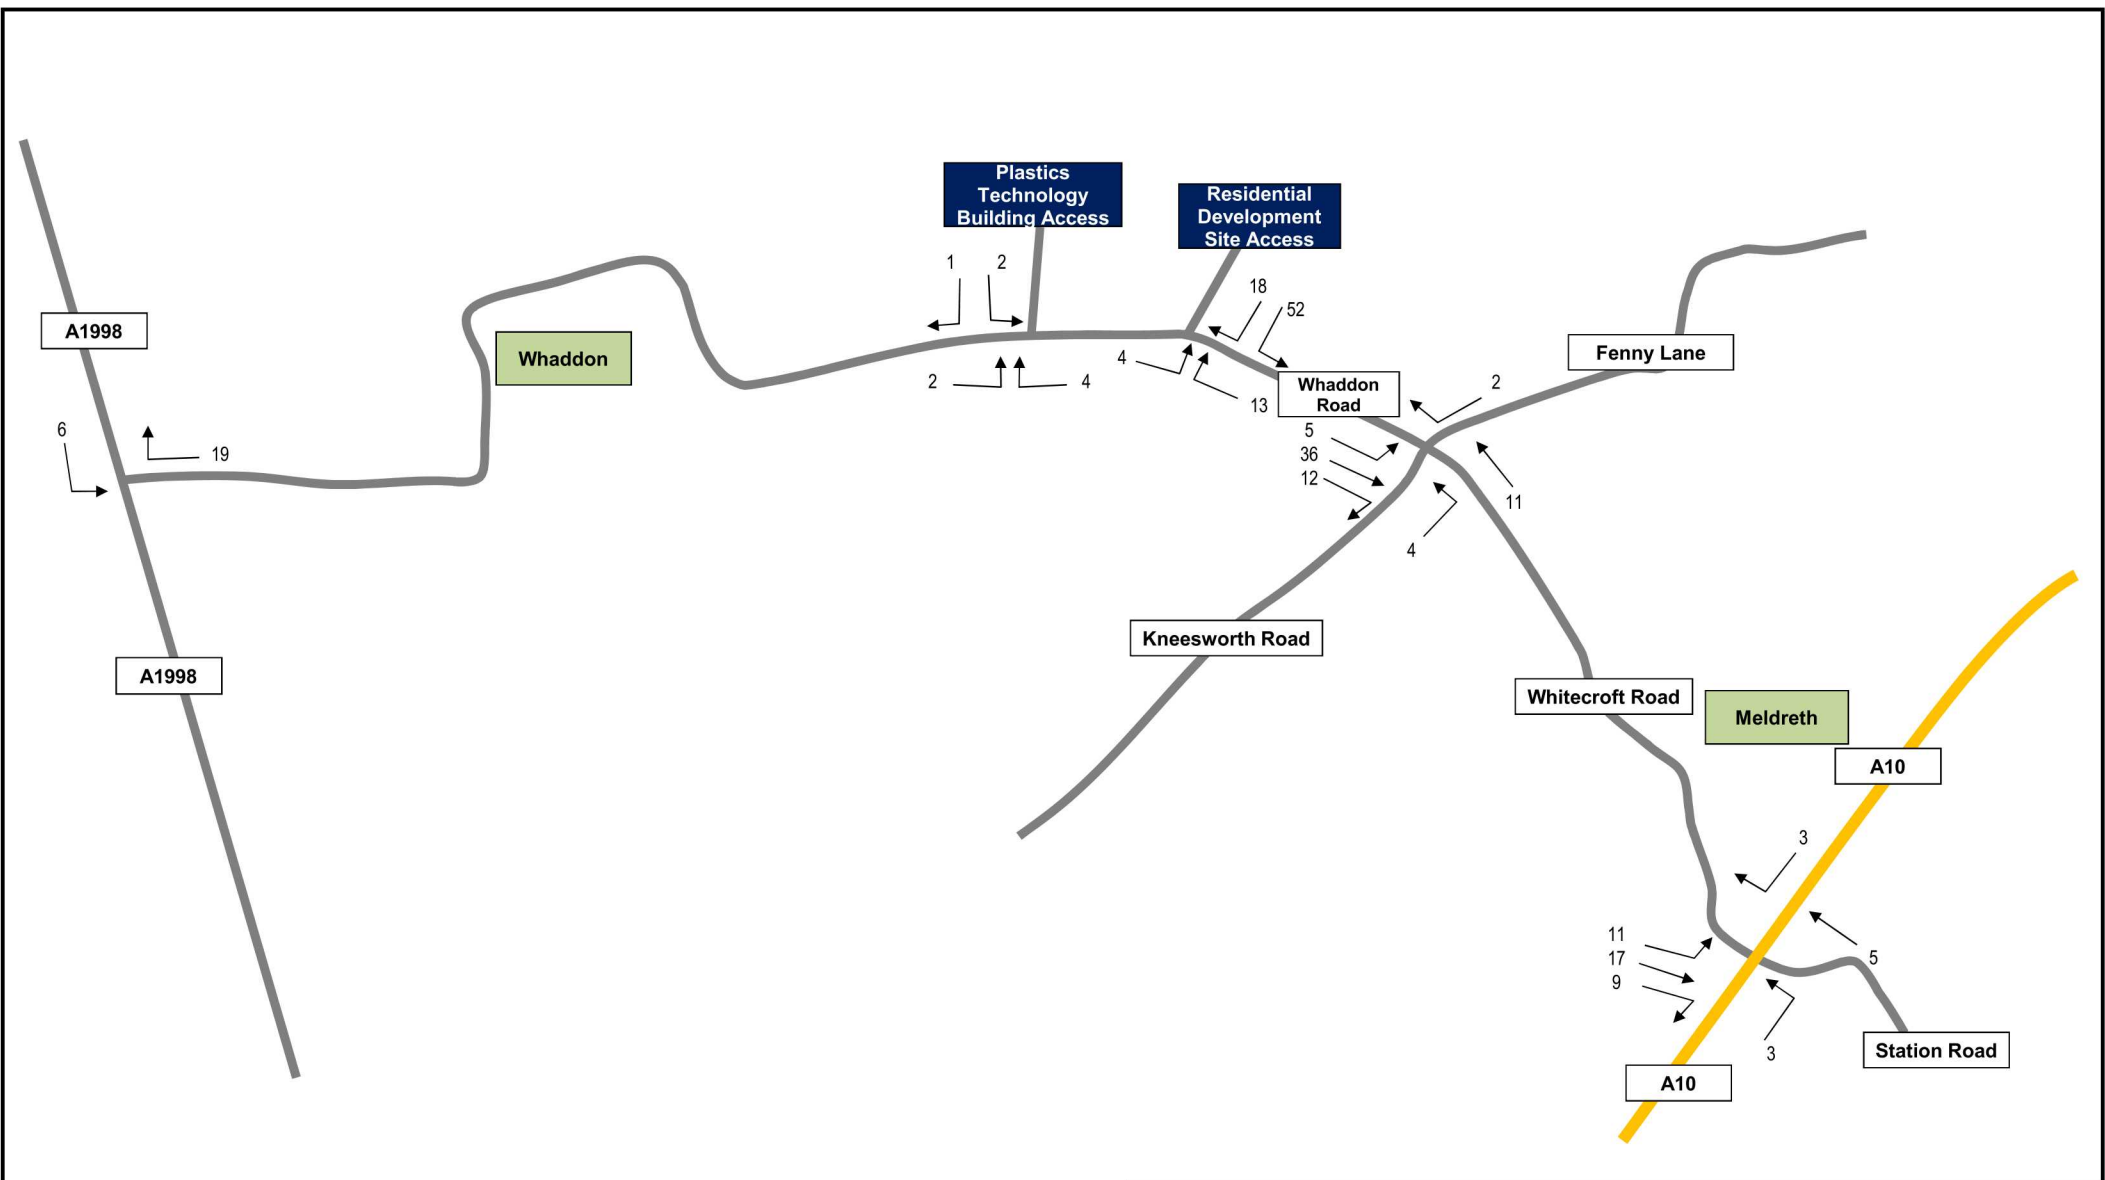 Plastics
Technology
Building Access
Residential
Development
Site Access
1
2
18
52
A1998
Whaddon
Fenny Lane
4
2
4
13
Whaddon
Road
2
6
19
5
36
12
11
4
Kneesworth Road
A1998
Whitecroft Road
Meldreth
A10
3
11
17
9
5
3
Station Road
A10